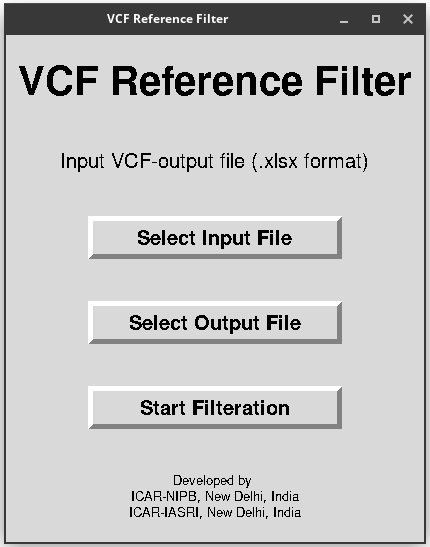 VCF Reference Filter
VCF Reference Filter
Input VCF-output file (.xlsx format)
Select Input File
Select Output File
Start Filteration
Developed by
ICAR-NIPB, New Delhi, India
ICAR-IASRI, New Delhi, India